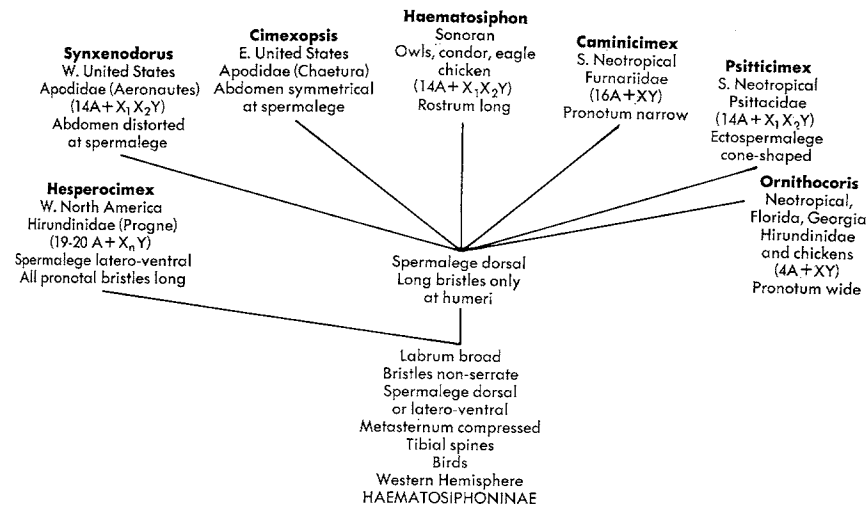 Synxenodorus
W. United States
Apodidae (Aeronautes)
(14A+X₁X₂Y)
Abdomen distorted
at spermalege
Cimexopsis
E. United States
Apodidae (Chaetura)
Abdomen symmetrical
at spermalege
Haematosiphon
Sonoran
Owls, condor, eagle
chicken
(14A+X₁X₂Y)
Rostrum long
Caminicimex
S. Neotropical
Furnariidae
(16A+XY)
Pronotum narrow
Psitticimex
S. Neotropical
Psittacidae
(14A+X₁X₂Y)
Ectospermalege
cone-shaped
Hesperocimex
W. North America
Hirundinidae (Progne)
(19-20 A+XₙY)
Spermalege latero-ventral
All pronotal bristles long
Ornithocoris
Neotropical,
Florida, Georgia
Hirundinidae
and chickens
(4A+XY)
Pronotum wide
Spermalege dorsal
Long bristles only
at humeri
Labrum broad
Bristles non-serrate
Spermalege dorsal
or latero-ventral
Metasternum compressed
Tibial spines
Birds
Western Hemisphere
HAEMATOSIPHONINAE